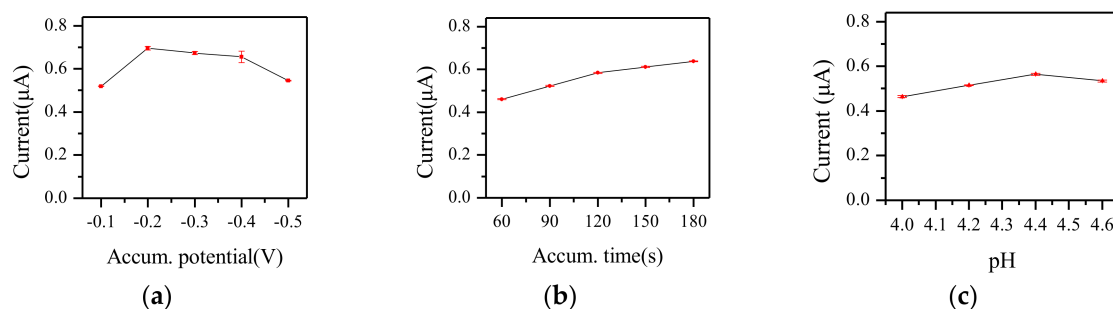 0.8
0.6
0.4
0.2
0.0
Current(μA)
-0.1 -0.2 -0.3 -0.4 -0.5
Accum. potential(V)
(a)
0.8
0.6
0.4
0.2
0.0
Current(μA)
60 90 120 150 180
Accum. time(s)
(b)
0.8
0.6
0.4
0.2
0.0
Current (μA)
4.0 4.1 4.2 4.3 4.4 4.5 4.6
pH
(c)